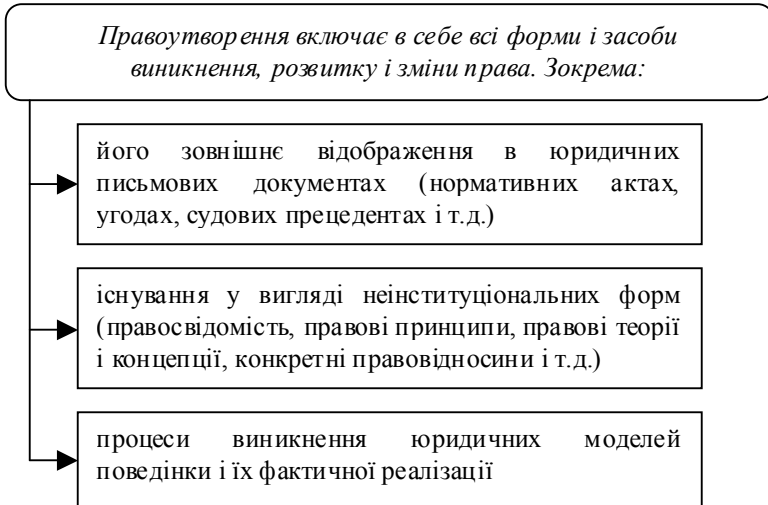 Правоутворення включає в себе всі форми і засоби
виникнення, розвитку і зміни права. Зокрема:
його зовнішнє відображення в юридичних
письмових документах (нормативних актах,
угодах, судових прецедентах і т.д.)
існування у вигляді неінституціональних форм
(правосвідомість, правові принципи, правові теорії
і концепції, конкретні правовідносини і т.д.)
процеси виникнення юридичних моделей
поведінки і їх фактичної реалізації